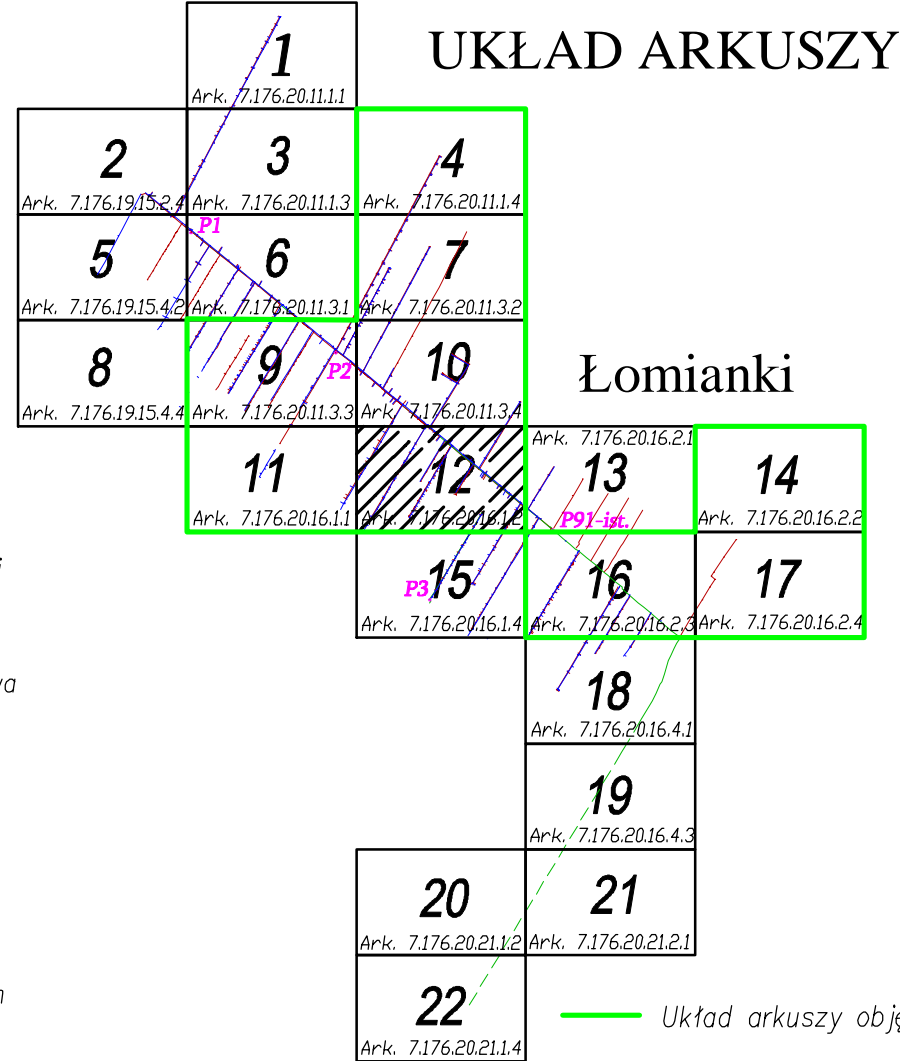 UKŁAD ARKUSZY
1
Ark. 7.176.20.11.1.1
2
Ark. 7.176.19.15.2.4
3
Ark. 7.176.20.11.1.3
4
Ark. 7.176.20.11.1.4
P1
5
Ark. 7.176.19.15.4.2
6
Ark. 7.176.20.11.3.1
7
Ark. 7.176.20.11.3.2
8
Ark. 7.176.19.15.4.4
9
Ark. 7.176.20.11.3.3
P2
10
Ark. 7.176.20.11.3.4
Łomianki
11
Ark. 7.176.20.16.1.1
12
Ark. 7.176.20.16.1.2
Ark. 7.176.20.16.2.1
13
P91-ist.
14
Ark. 7.176.20.16.2.2
P3
15
Ark. 7.176.20.16.1.4
16
Ark. 7.176.20.16.2.3
17
Ark. 7.176.20.16.2.4
18
Ark. 7.176.20.16.4.1
19
Ark. 7.176.20.16.4.3
20
Ark. 7.176.20.21.1.2
21
Ark. 7.176.20.21.2.1
22
Ark. 7.176.20.21.1.4
Układ arkuszy obję